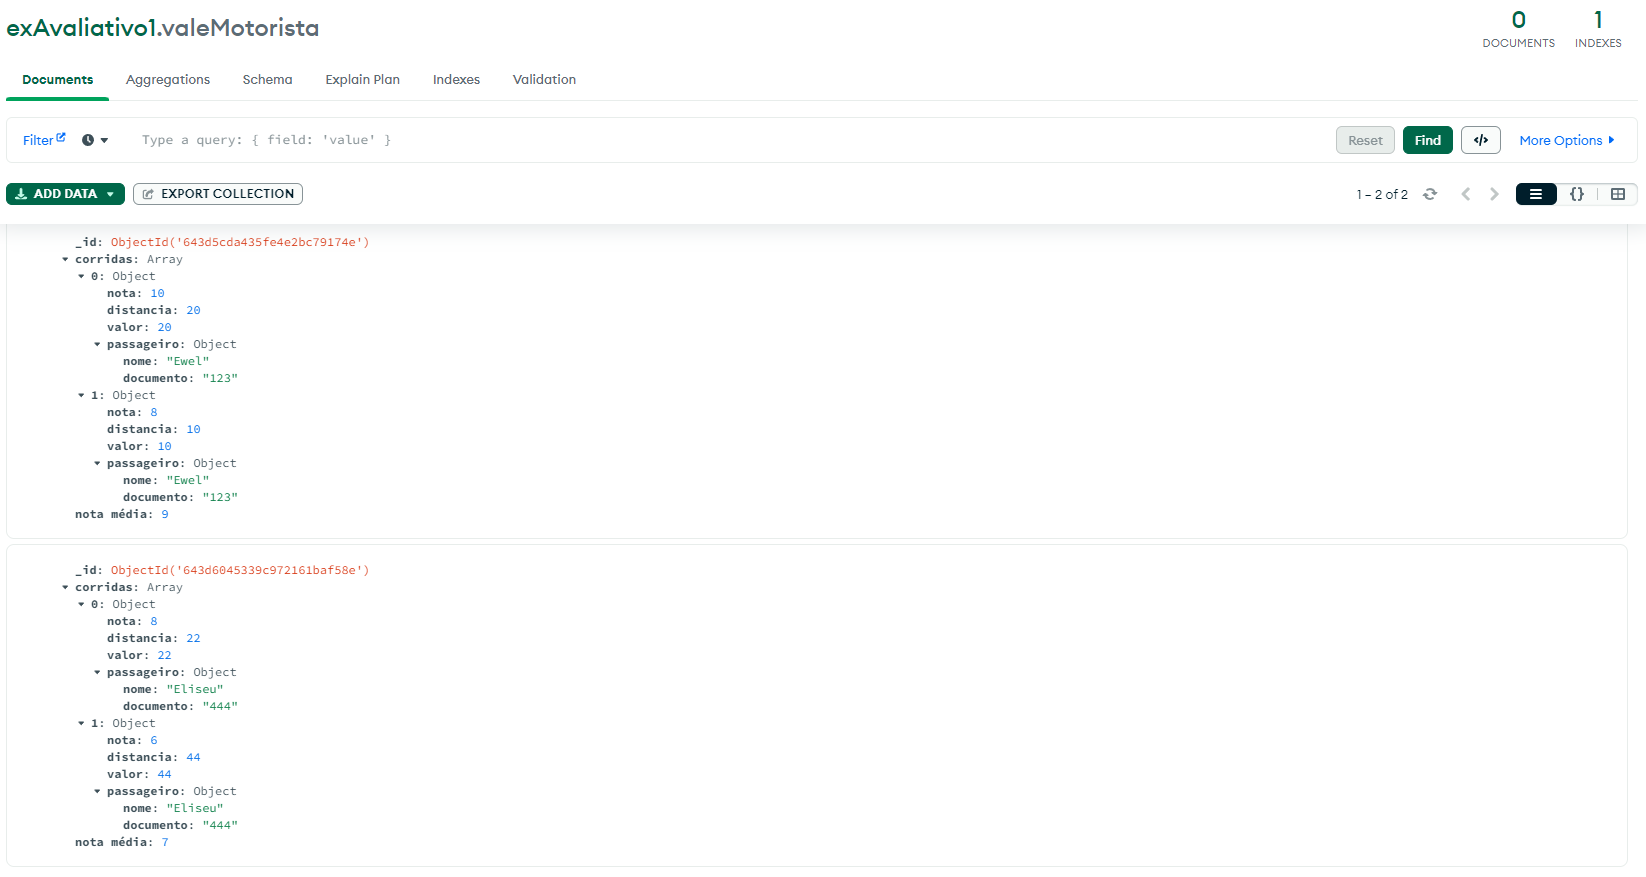 exAvaliativo1.valeMotorista
0
DOCUMENTS
1
INDEXES
Documents Aggregations Schema Explain Plan Indexes Validation
Filter Type a query: { field: 'value' } Reset Find </> More Options
ADD DATA EXPORT COLLECTION 1 – 2 of 2 {}
_id: ObjectId('643d5cda435fe4e2bc79174e')
corridas: Array
0: Object
nota: 10
distancia: 20
valor: 20
passageiro: Object
nome: "Ewel"
documento: "123"
1: Object
nota: 8
distancia: 10
valor: 10
passageiro: Object
nome: "Ewel"
documento: "123"
nota média: 9
_id: ObjectId('643d6045339c972161baf58e')
corridas: Array
0: Object
nota: 8
distancia: 22
valor: 22
passageiro: Object
nome: "Eliseu"
documento: "444"
1: Object
nota: 6
distancia: 44
valor: 44
passageiro: Object
nome: "Eliseu"
documento: "444"
nota média: 7